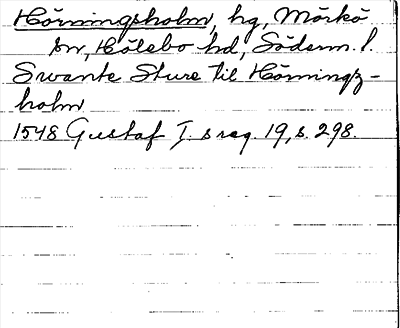 Hörningsholm, hg, Mörkö
sn, Hölebo hd, Söderm. l.
Swante Sture til Hörningz-
holm
1548 Gustaf I. s reg. 19, s. 298.